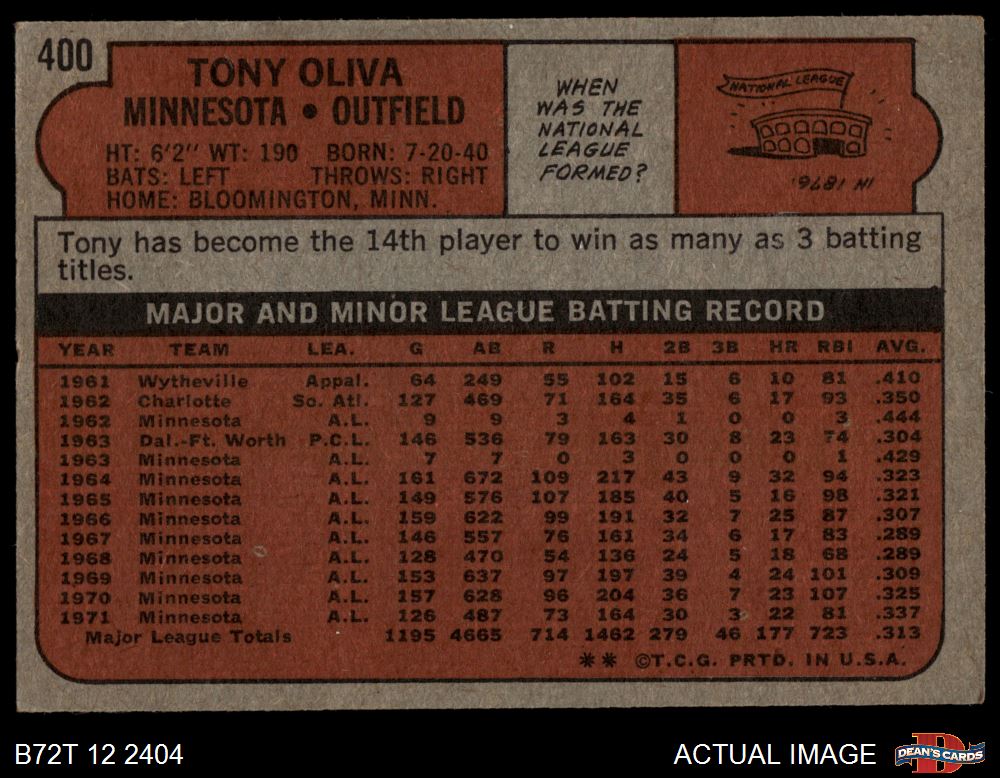 400
TONY OLIVA
MINNESOTA • OUTFIELD
HT: 6'2" WT: 190 BORN: 7-20-40
BATS: LEFT THROWS: RIGHT
HOME: BLOOMINGTON, MINN.
WHEN
WAS THE
NATIONAL
LEAGUE
FORMED?
NATIONAL LEAGUE
IN 1876.
Tony has become the 14th player to win as many as 3 batting
titles.
MAJOR AND MINOR LEAGUE BATTING RECORD
YEAR TEAM LEA. G AB R H 2B 3B HR RBI AVG.
1961 Wytheville Appal. 64 249 55 102 15 6 10 81 .410
1962 Charlotte So. Atl. 127 469 71 164 35 6 17 93 .350
1962 Minnesota A.L. 9 9 3 4 1 0 0 3 .444
1963 Dal.-Ft. Worth P.C.L. 146 536 79 163 30 8 23 74 .304
1963 Minnesota A.L. 7 7 0 3 0 0 0 1 .429
1964 Minnesota A.L. 161 672 109 217 43 9 32 94 .323
1965 Minnesota A.L. 149 576 107 185 40 5 16 98 .321
1966 Minnesota A.L. 159 622 99 191 32 7 25 87 .307
1967 Minnesota A.L. 146 557 76 161 34 6 17 83 .289
1968 Minnesota A.L. 128 470 54 136 24 5 18 68 .289
1969 Minnesota A.L. 153 637 97 197 39 4 24 101 .309
1970 Minnesota A.L. 157 628 96 204 36 7 23 107 .325
1971 Minnesota A.L. 126 487 73 164 30 3 22 81 .337
Major League Totals 1195 4665 714 1462 279 46 177 723 .313
** ©T.C.G. PRTD. IN U.S.A.
B72T 12 2404
ACTUAL IMAGE
DEAN'S CARDS